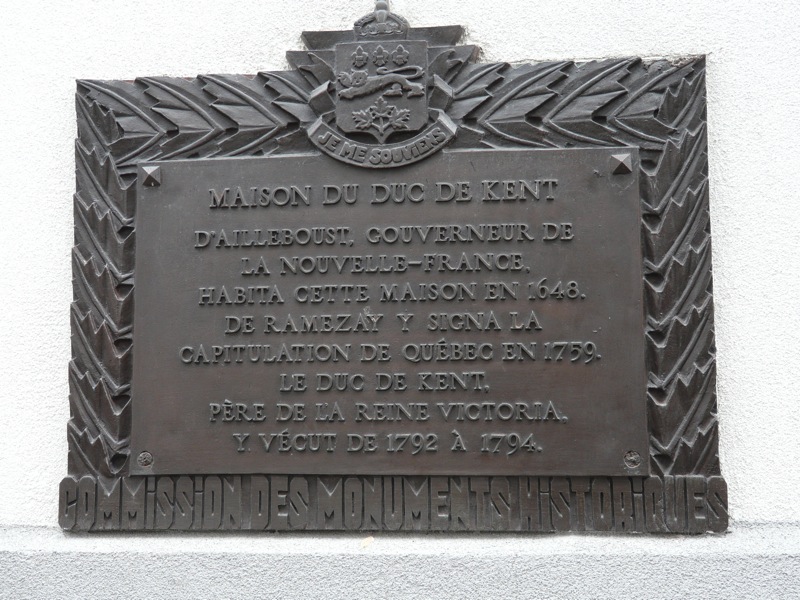 JE ME SOUVIENS
MAISON DU DUC DE KENT
D'AILLEBOUST, GOUVERNEUR DE
LA NOUVELLE-FRANCE,
HABITA CETTE MAISON EN 1648.
DE RAMEZAY Y SIGNA LA
CAPITULATION DE QUÉBEC EN 1759.
LE DUC DE KENT,
PÈRE DE LA REINE VICTORIA,
Y VÉCUT DE 1792 À 1794.
COMMISSION DES MONUMENTS HISTORIQUES